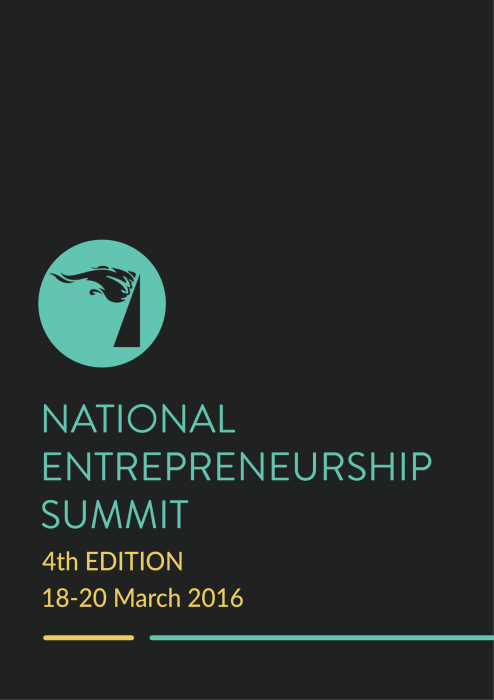 NATIONAL
ENTREPRENEURSHIP
SUMMIT
4th EDITION
18-20 March 2016